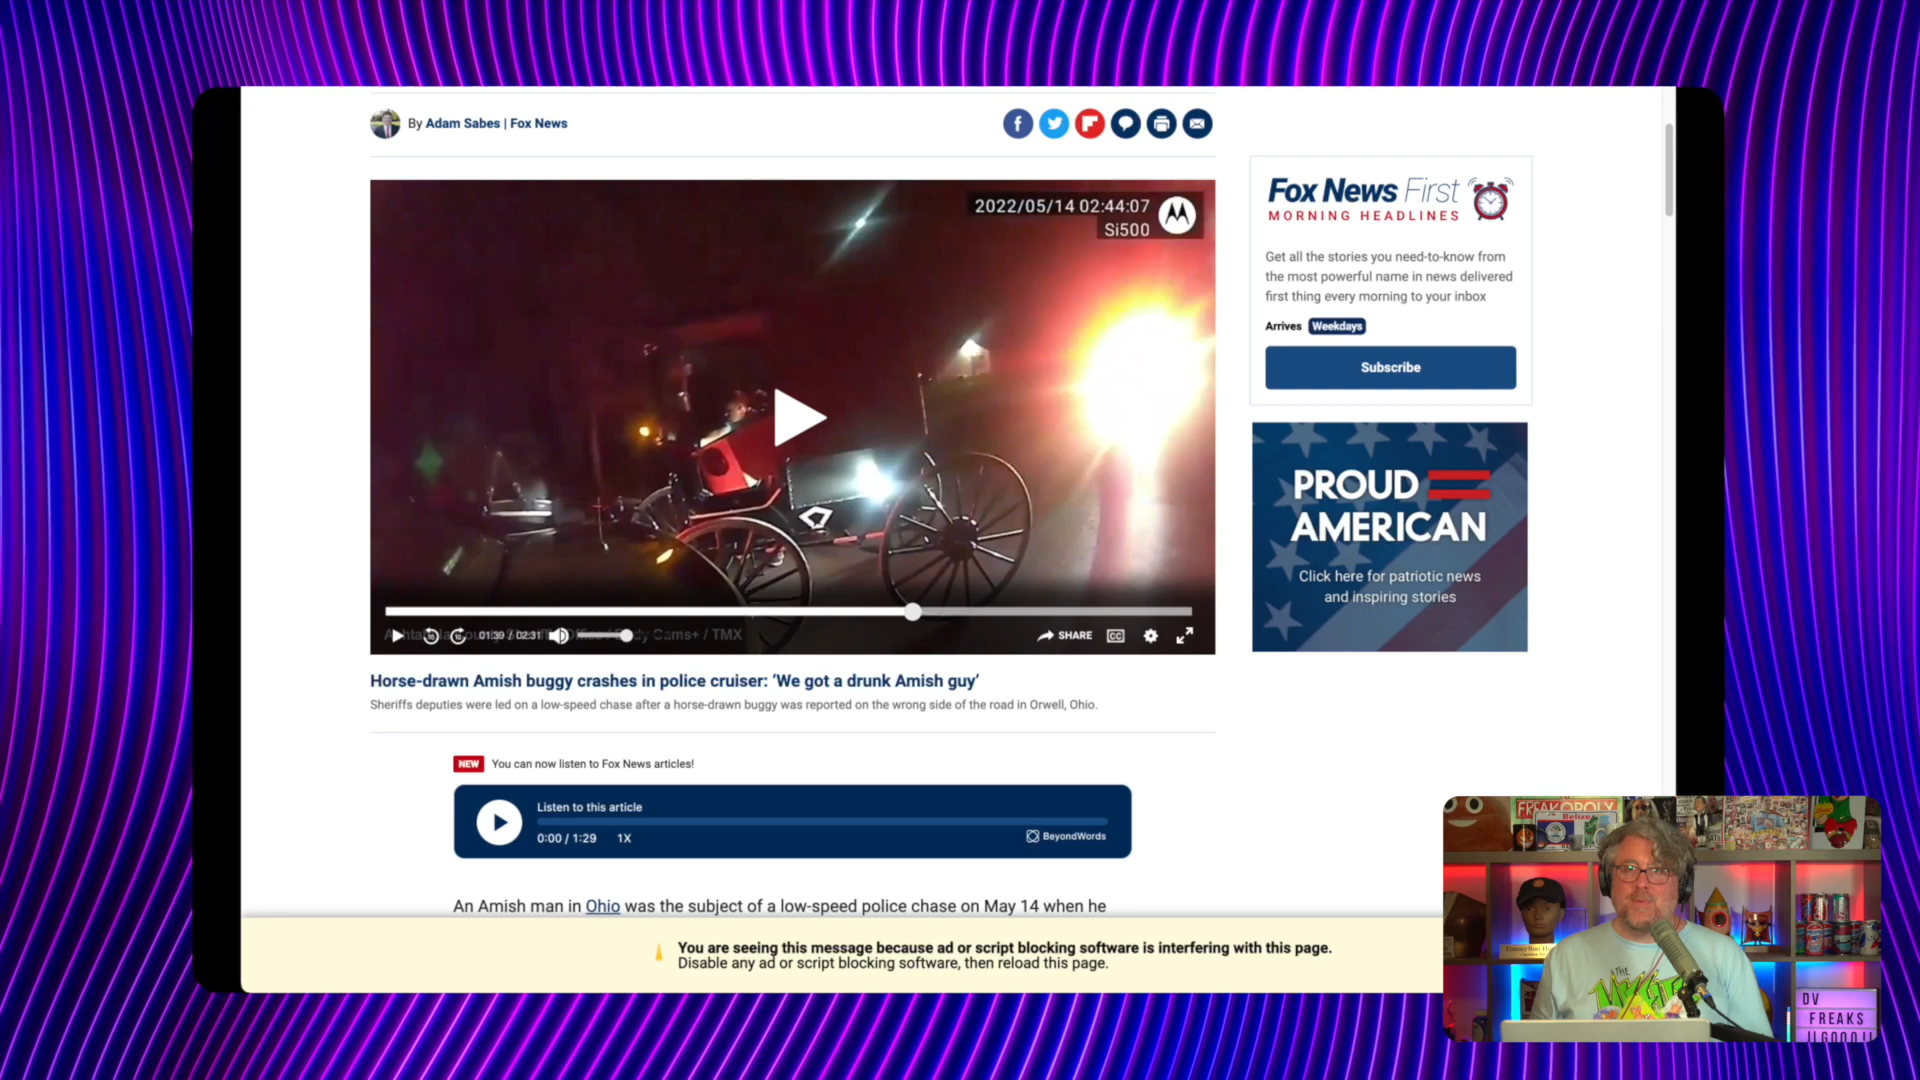 By Adam Sabes | Fox News
2022/05/14 02:44:07
Si500
01:39 / 02:31
SHARE
CC
Horse-drawn Amish buggy crashes in police cruiser: ‘We got a drunk Amish guy’
Sheriffs deputies were led on a low-speed chase after a horse-drawn buggy was reported on the wrong side of the road in Orwell, Ohio.
NEW You can now listen to Fox News articles!
Listen to this article
0:00 / 1:29 1X
BeyondWords
An Amish man in Ohio was the subject of a low-speed police chase on May 14 when he
You are seeing this message because ad or script blocking software is interfering with this page.
Disable any ad or script blocking software, then reload this page.
Fox News First
MORNING HEADLINES
Get all the stories you need-to-know from
the most powerful name in news delivered
first thing every morning to your inbox
Arrives Weekdays
Subscribe
PROUD
AMERICAN
Click here for patriotic news
and inspiring stories
FREAKOPOLY
Belize
THE
DV
FREAKS